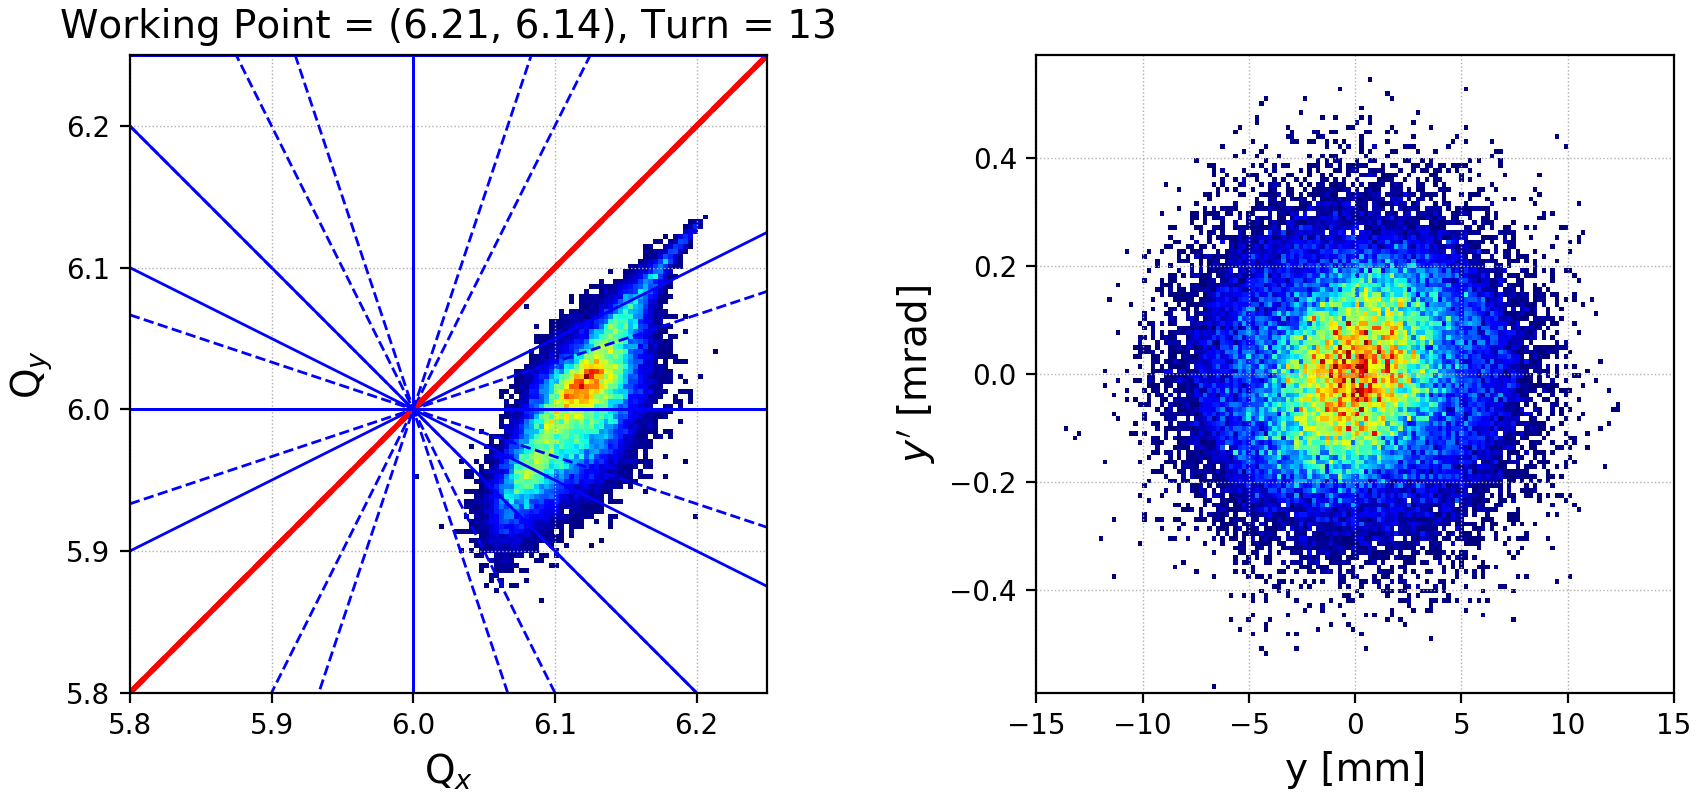 Working Point = (6.21, 6.14), Turn = 13
6.2
6.1
6.0
5.9
5.8
Q_y
5.8 5.9 6.0 6.1 6.2
Q_x
0.4
0.2
0.0
−0.2
−0.4
y′ [mrad]
−15 −10 −5 0 5 10 15
y [mm]